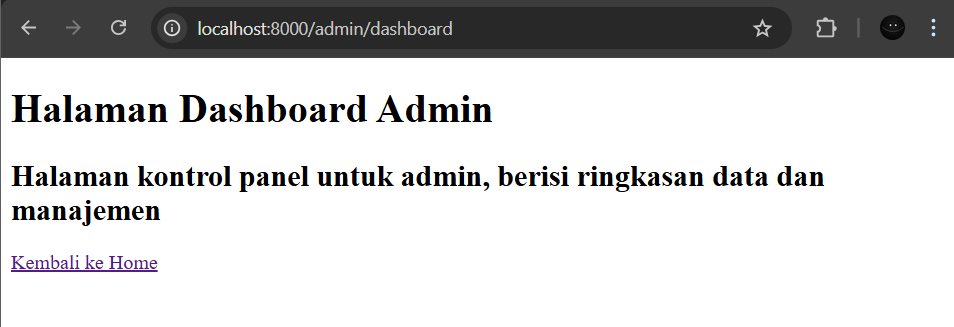 localhost:8000/admin/dashboard
Halaman Dashboard Admin
Halaman kontrol panel untuk admin, berisi ringkasan data dan
manajemen
Kembali ke Home